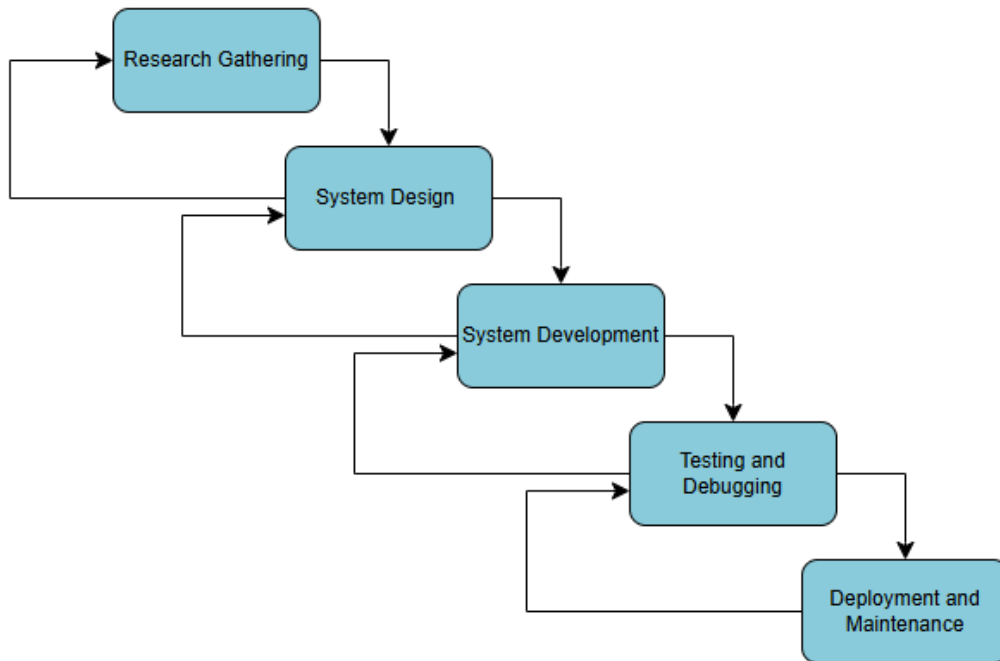 Research Gathering
System Design
System Development
Testing and
Debugging
Deployment and
Maintenance